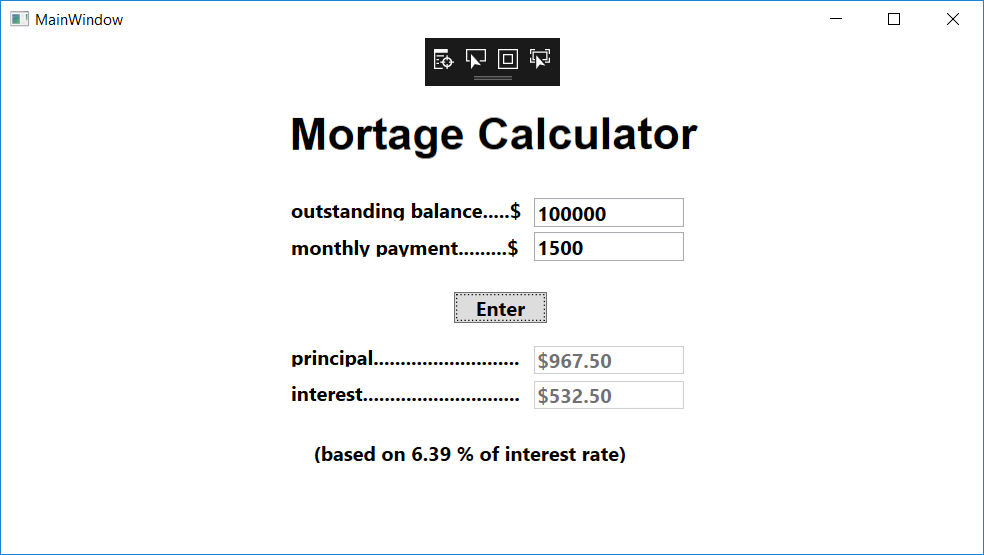 MainWindow
Mortage Calculator
outstanding balance.....$ 100000
monthly payment.........$ 1500
Enter
principal........................... $967.50
interest............................. $532.50
(based on 6.39 % of interest rate)